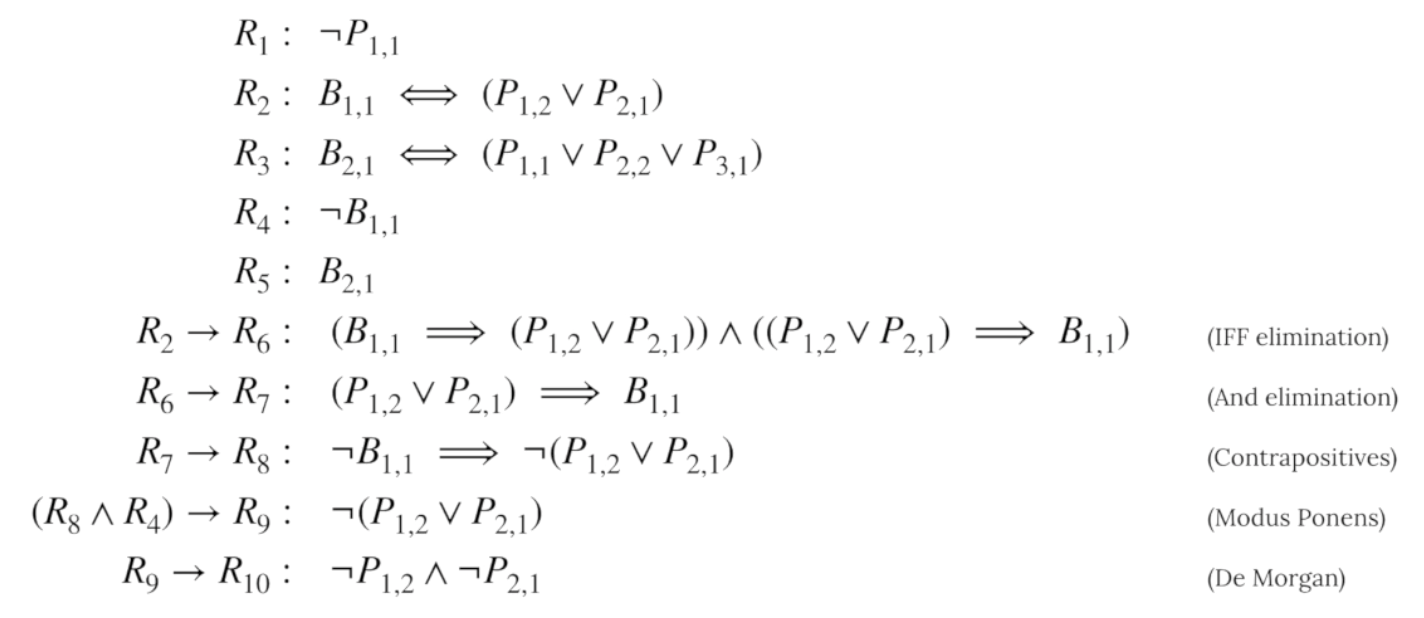 R₁ : ¬P₁,₁
R₂ : B₁,₁ ⟺ (P₁,₂ ∨ P₂,₁)
R₃ : B₂,₁ ⟺ (P₁,₁ ∨ P₂,₂ ∨ P₃,₁)
R₄ : ¬B₁,₁
R₅ : B₂,₁
R₂ → R₆ : (B₁,₁ ⟹ (P₁,₂ ∨ P₂,₁)) ∧ ((P₁,₂ ∨ P₂,₁) ⟹ B₁,₁) (IFF elimination)
R₆ → R₇ : (P₁,₂ ∨ P₂,₁) ⟹ B₁,₁ (And elimination)
R₇ → R₈ : ¬B₁,₁ ⟹ ¬(P₁,₂ ∨ P₂,₁) (Contrapositives)
(R₈ ∧ R₄) → R₉ : ¬(P₁,₂ ∨ P₂,₁) (Modus Ponens)
R₉ → R₁₀ : ¬P₁,₂ ∧ ¬P₂,₁ (De Morgan)